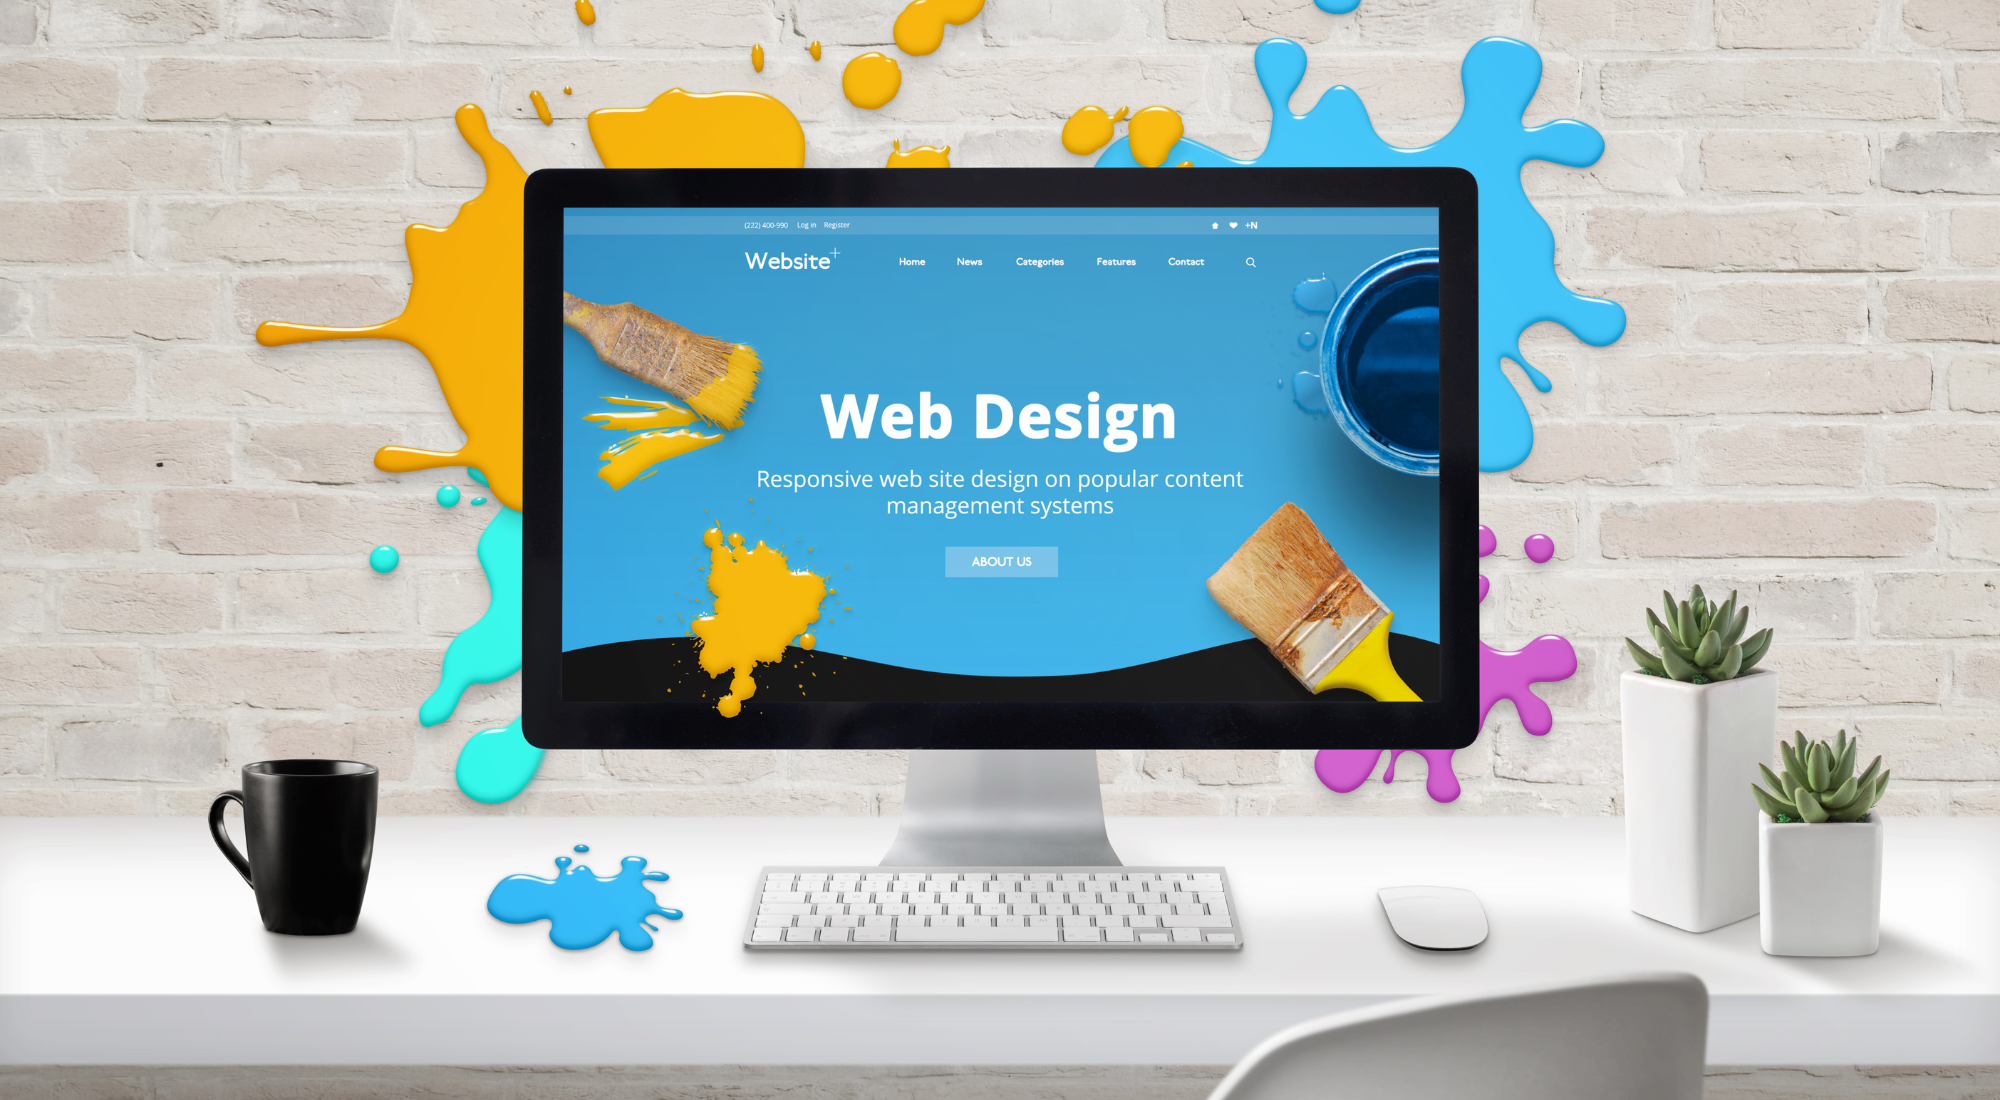 (222) 400-990 Log in Register
+N
Website+
Home News Categories Features Contact
Web Design
Responsive web site design on popular content
management systems
ABOUT US